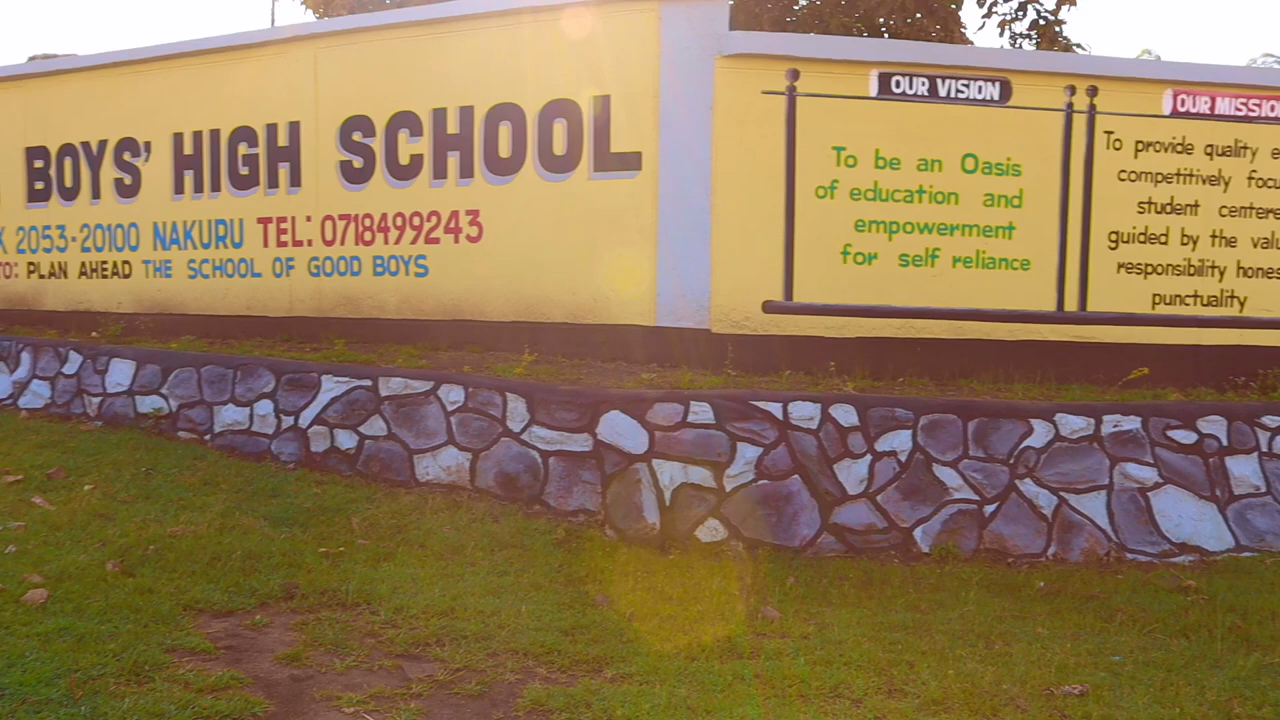 BOYS' HIGH SCHOOL
2053-20100 NAKURU TEL: 0718499243
PLAN AHEAD THE SCHOOL OF GOOD BOYS
OUR VISION
To be an Oasis
of education and
empowerment
for self reliance
OUR MISSION
To provide quality
competitively
student
guided by the
responsibility
punctuality